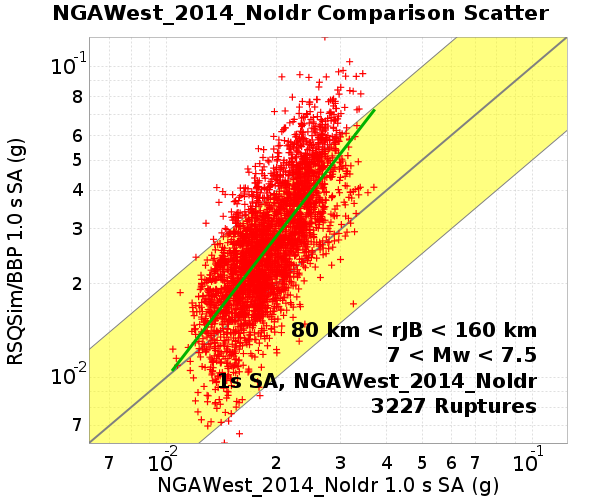 NGAWest_2014_NoIdr Comparison Scatter
RSQSim/BBP 1.0 s SA (g)
10-1
8
6
5
4
3
2
10-2
7
80 km < rJB < 160 km
7 < Mw < 7.5
1s SA, NGAWest_2014_NoIdr
3227 Ruptures
7 10-2 2 3 4 5 6 7 10-1
NGAWest_2014_NoIdr 1.0 s SA (g)